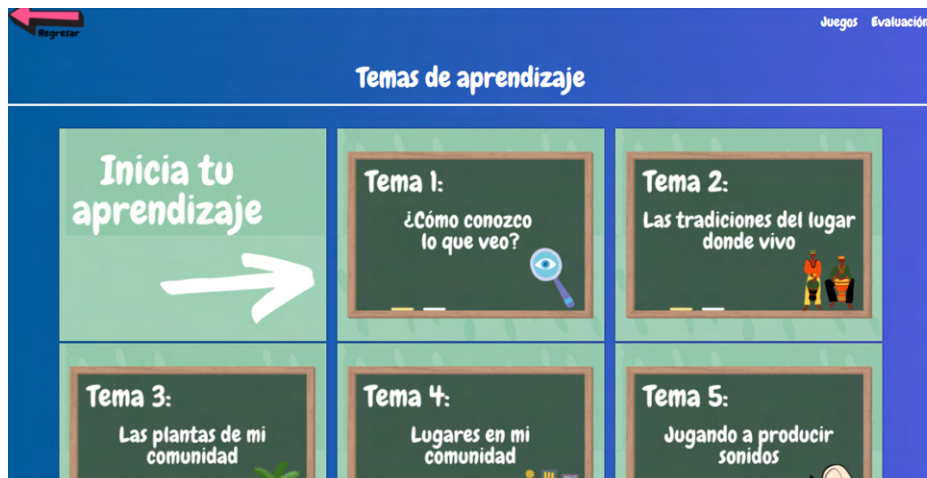 Regresar
Juegos Evaluación
Temas de aprendizaje
Inicia tu
aprendizaje
Tema 1:
¿Cómo conozco
lo que veo?
Tema 2:
Las tradiciones del lugar
donde vivo
Tema 3:
Las plantas de mi
comunidad
Tema 4:
Lugares en mi
comunidad
Tema 5:
Jugando a producir
sonidos